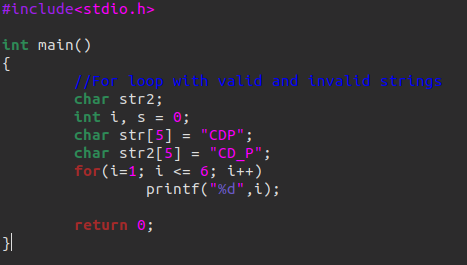 #include<stdio.h>
int main()
{
//For loop with valid and invalid strings
char str2;
int i, s = 0;
char str[5] = "CDP";
char str2[5] = "CD_P";
for(i=1; i <= 6; i++)
printf("%d",i);
return 0;
}